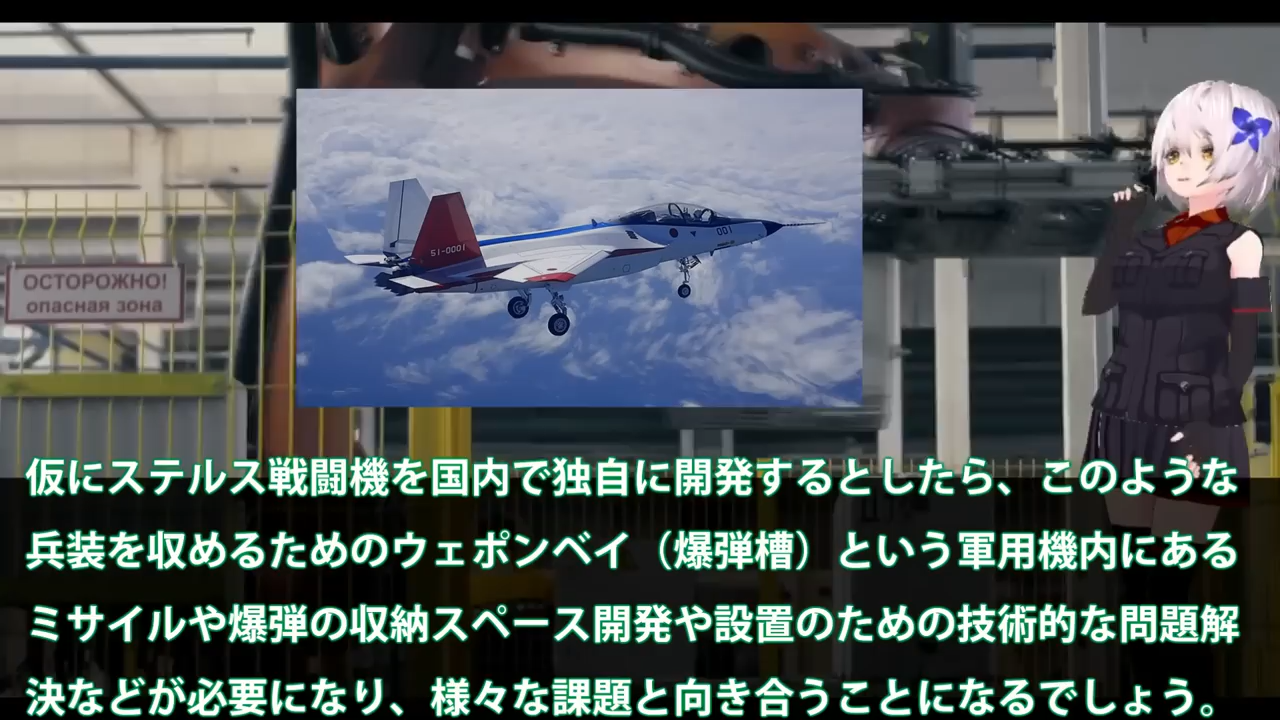 ОСТОРОЖНО!
опасная зона
51-0001
001
仮にステルス戦闘機を国内で独自に開発するとしたら、このような
兵装を収めるためのウェポンベイ（爆弾槽）という軍用機内にある
ミサイルや爆弾の収納スペース開発や設置のための技術的な問題解
決などが必要になり、様々な課題と向き合うことになるでしょう。